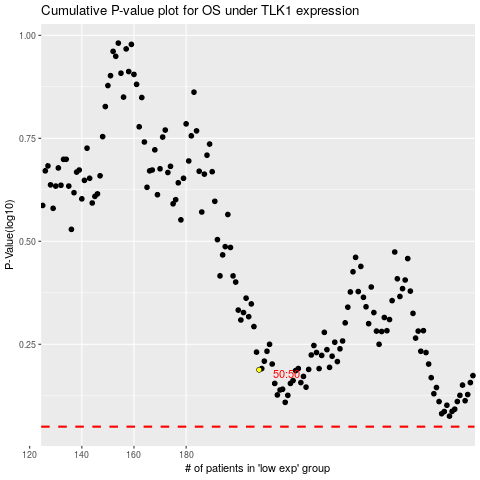 Cumulative P-value plot for OS under TLK1 expression
1.00
0.75
0.50
0.25
P-Value(log10)
50:50
120 140 160 180
# of patients in 'low exp' group